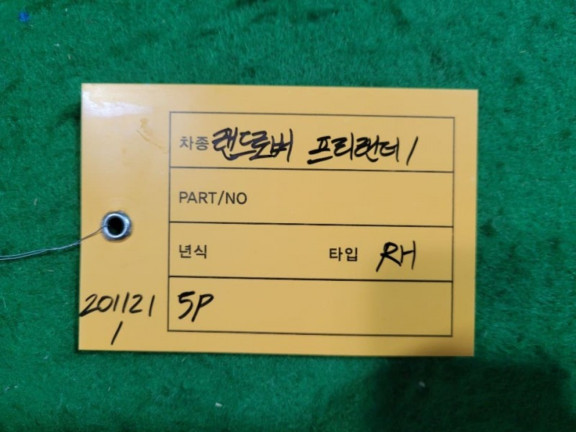 차종 랜드로버 프리랜더1
PART/NO
년식 타입 RH
5P
201121
1